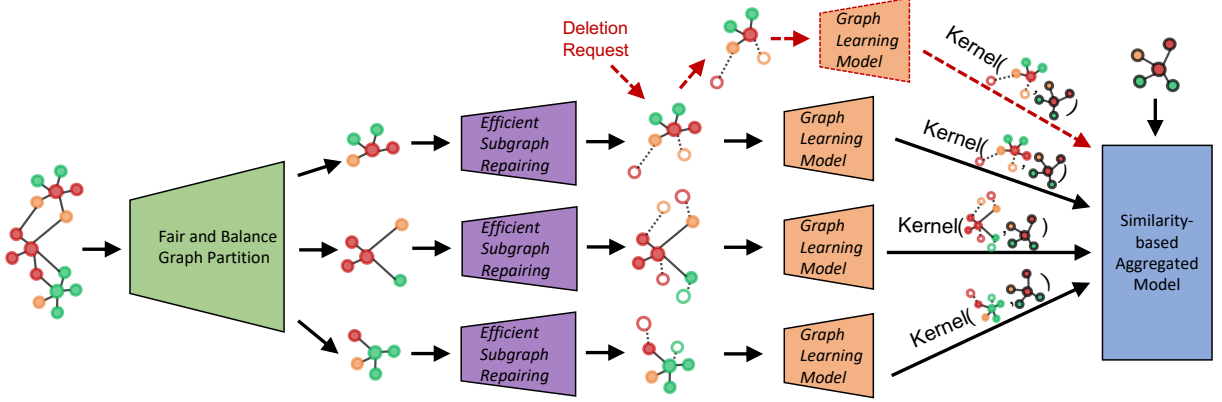 Deletion
Request
Graph
Learning
Model
Kernel( , )
Fair and Balance
Graph Partition
Efficient
Subgraph
Repairing
Graph
Learning
Model
Kernel( , )
Efficient
Subgraph
Repairing
Graph
Learning
Model
Kernel( , )
Efficient
Subgraph
Repairing
Graph
Learning
Model
Kernel( , )
Similarity-
based
Aggregated
Model